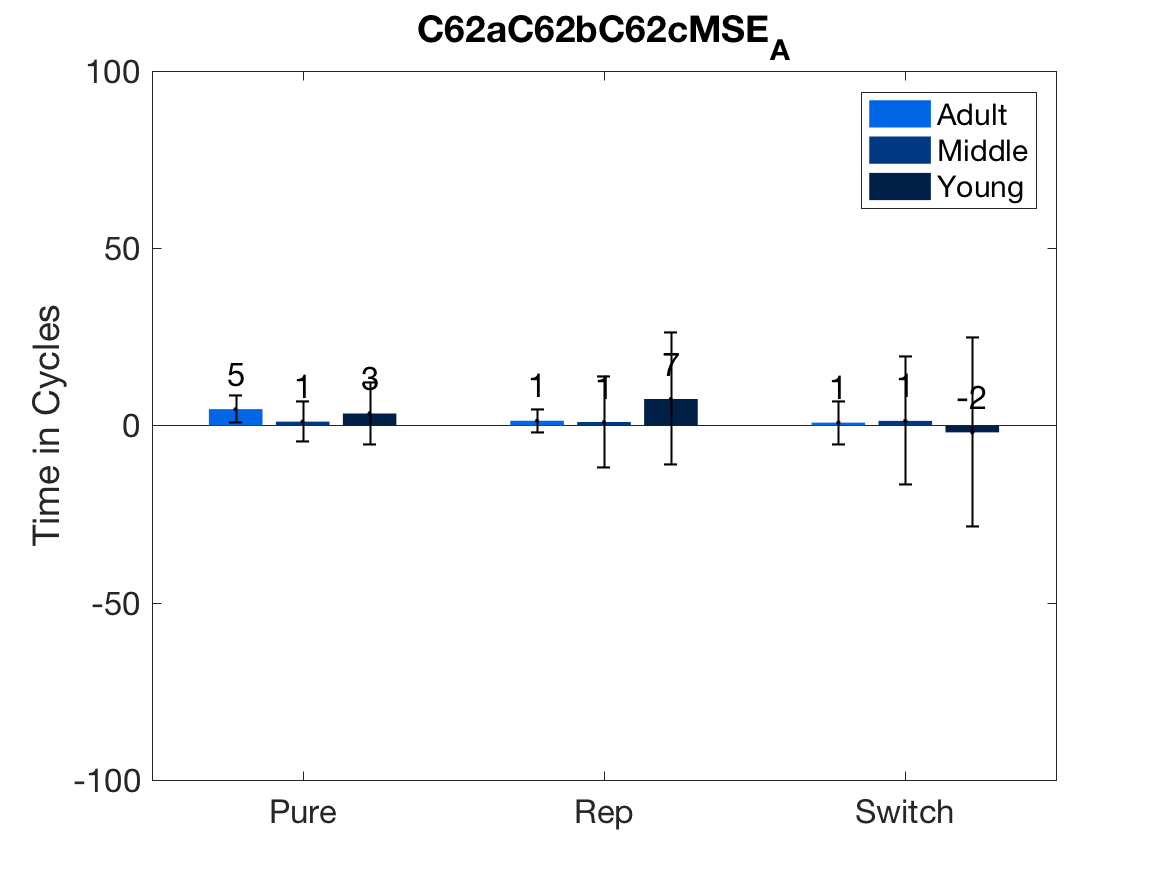 C62aC62bC62cMSE_A
100
50
0
-50
-100
Time in Cycles
Adult
Middle
Young
5
1
3
1
1
7
1
1
-2
Pure
Rep
Switch